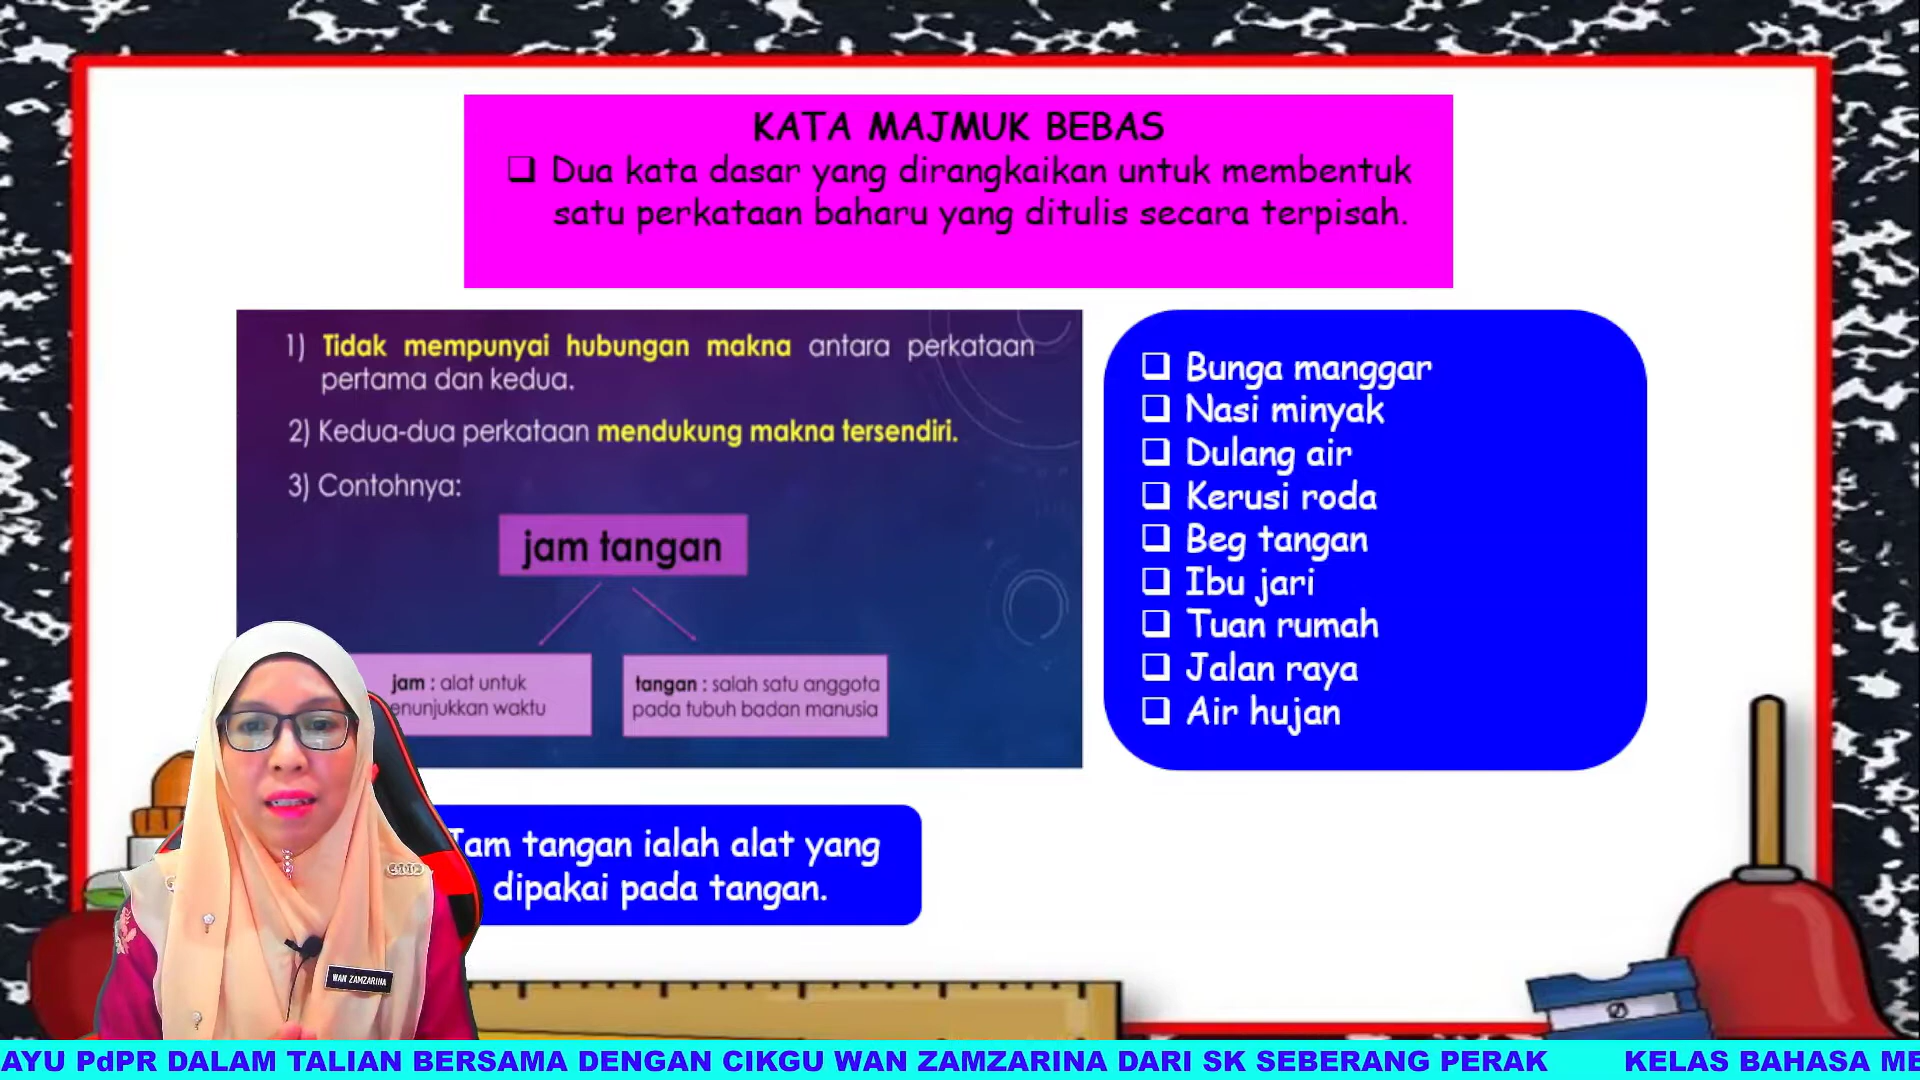 KATA MAJMUK BEBAS
❑ Dua kata dasar yang dirangkaikan untuk membentuk
satu perkataan baharu yang ditulis secara terpisah.
1) Tidak mempunyai hubungan makna antara perkataan
pertama dan kedua.
2) Kedua-dua perkataan mendukung makna tersendiri.
3) Contohnya:
jam tangan
jam : alat untuk
enunjukkan waktu
tangan : salah satu anggota
pada tubuh badan manusia
❑ Bunga manggar
❑ Nasi minyak
❑ Dulang air
❑ Kerusi roda
❑ Beg tangan
❑ Ibu jari
❑ Tuan rumah
❑ Jalan raya
❑ Air hujan
Jam tangan ialah alat yang
dipakai pada tangan.
WAN ZAMZARINA
AYU PdPR DALAM TALIAN BERSAMA DENGAN CIKGU WAN ZAMZARINA DARI SK SEBERANG PERAK KELAS BAHASA ME